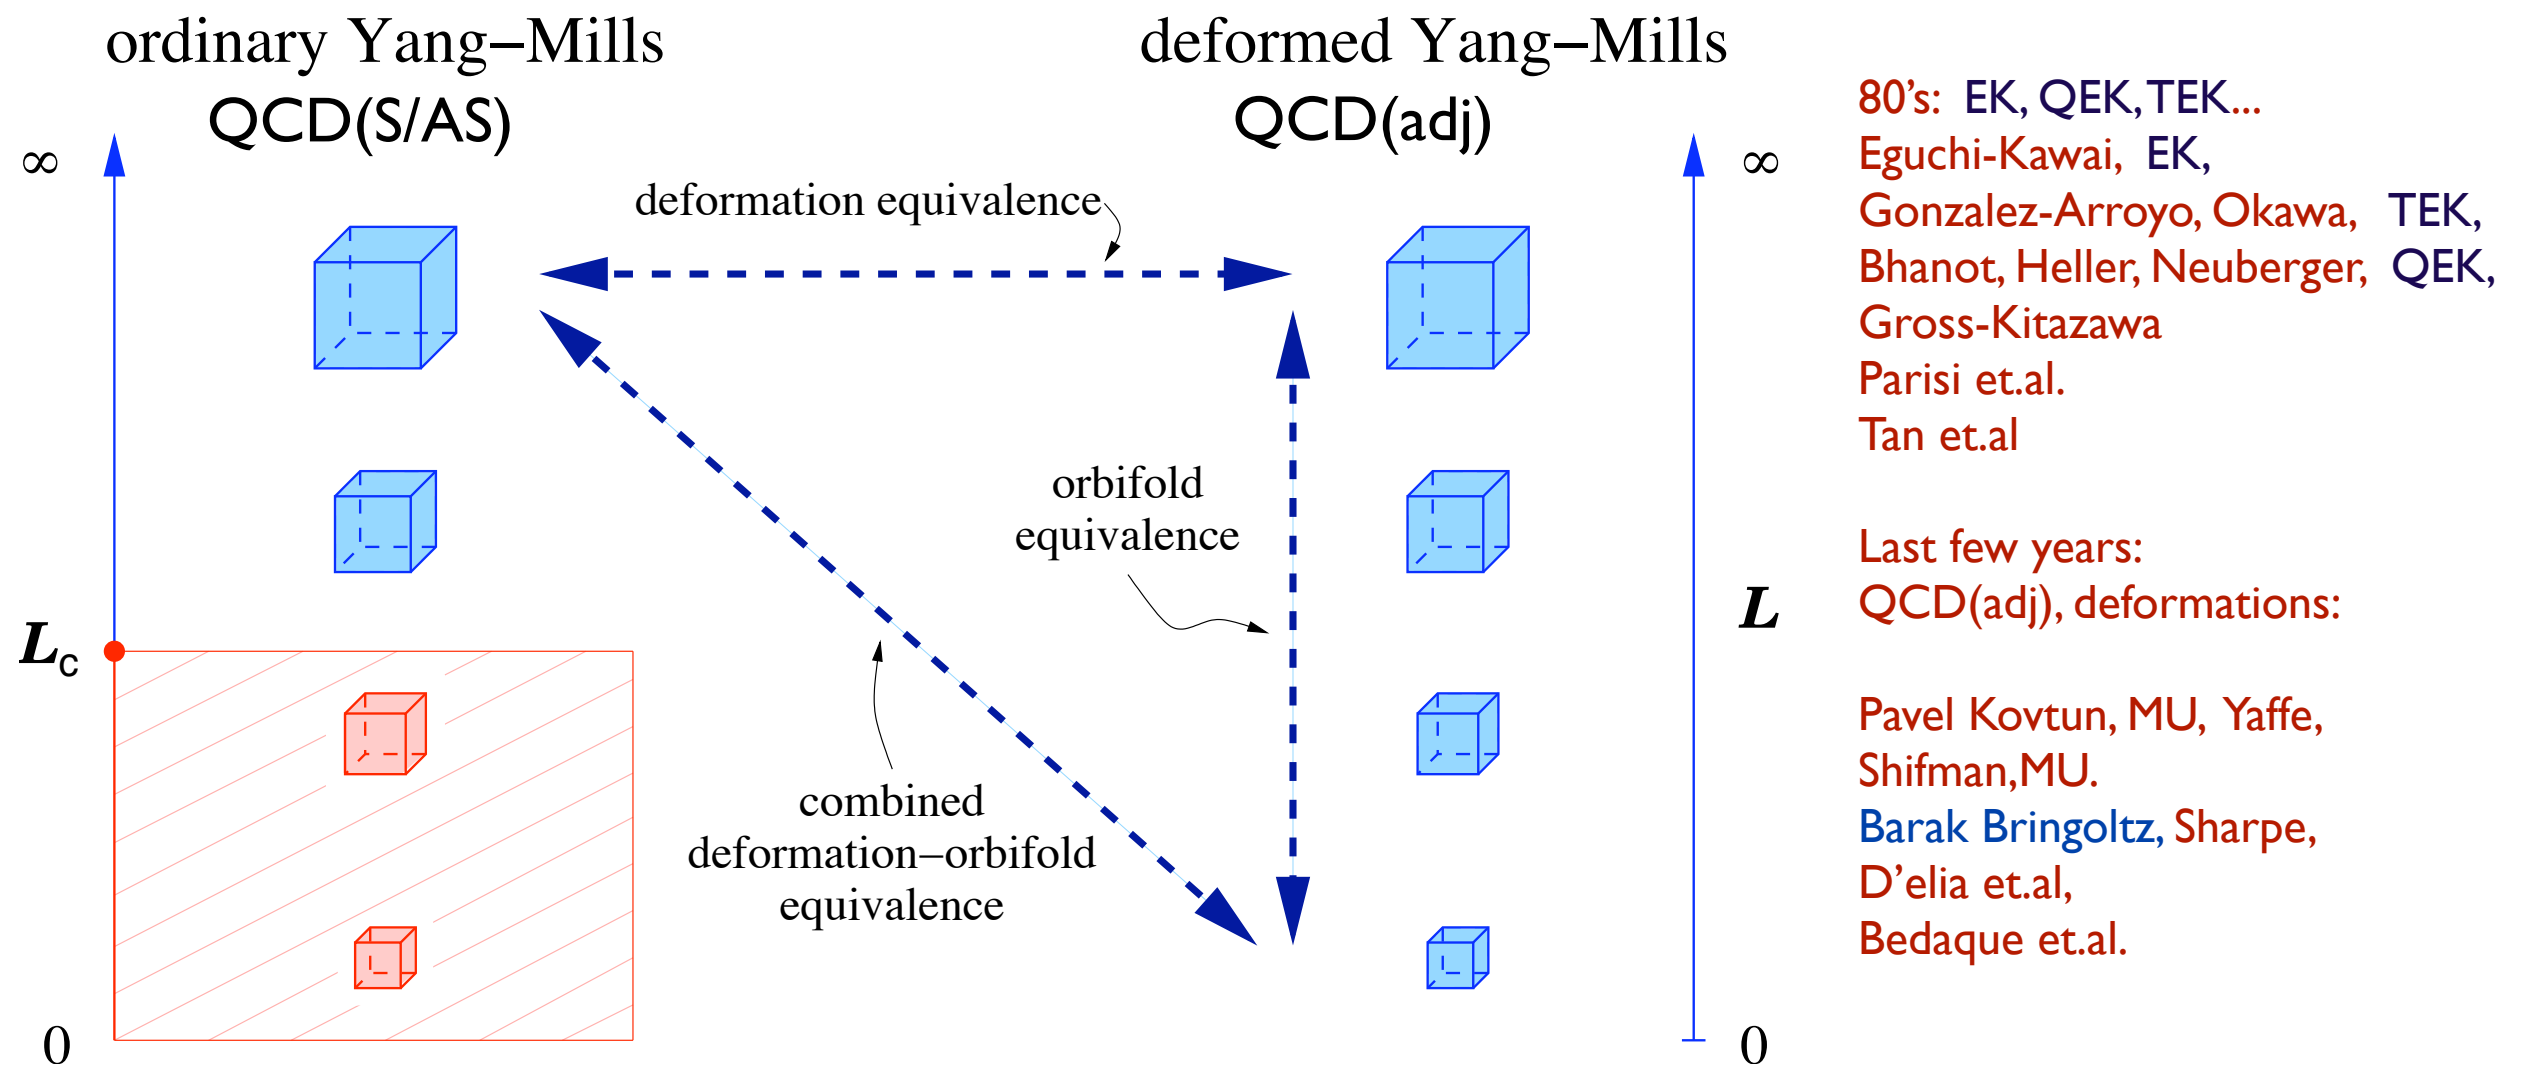 ordinary Yang–Mills
QCD(S/AS)
deformed Yang–Mills
QCD(adj)
∞
∞
deformation equivalence
orbifold
equivalence
L
Lc
combined
deformation–orbifold
equivalence
0
0
80's: EK, QEK, TEK...
Eguchi-Kawai, EK,
Gonzalez-Arroyo, Okawa, TEK,
Bhanot, Heller, Neuberger, QEK,
Gross-Kitazawa
Parisi et.al.
Tan et.al
Last few years:
QCD(adj), deformations:
Pavel Kovtun, MU, Yaffe,
Shifman,MU.
Barak Bringoltz, Sharpe,
D'elia et.al,
Bedaque et.al.